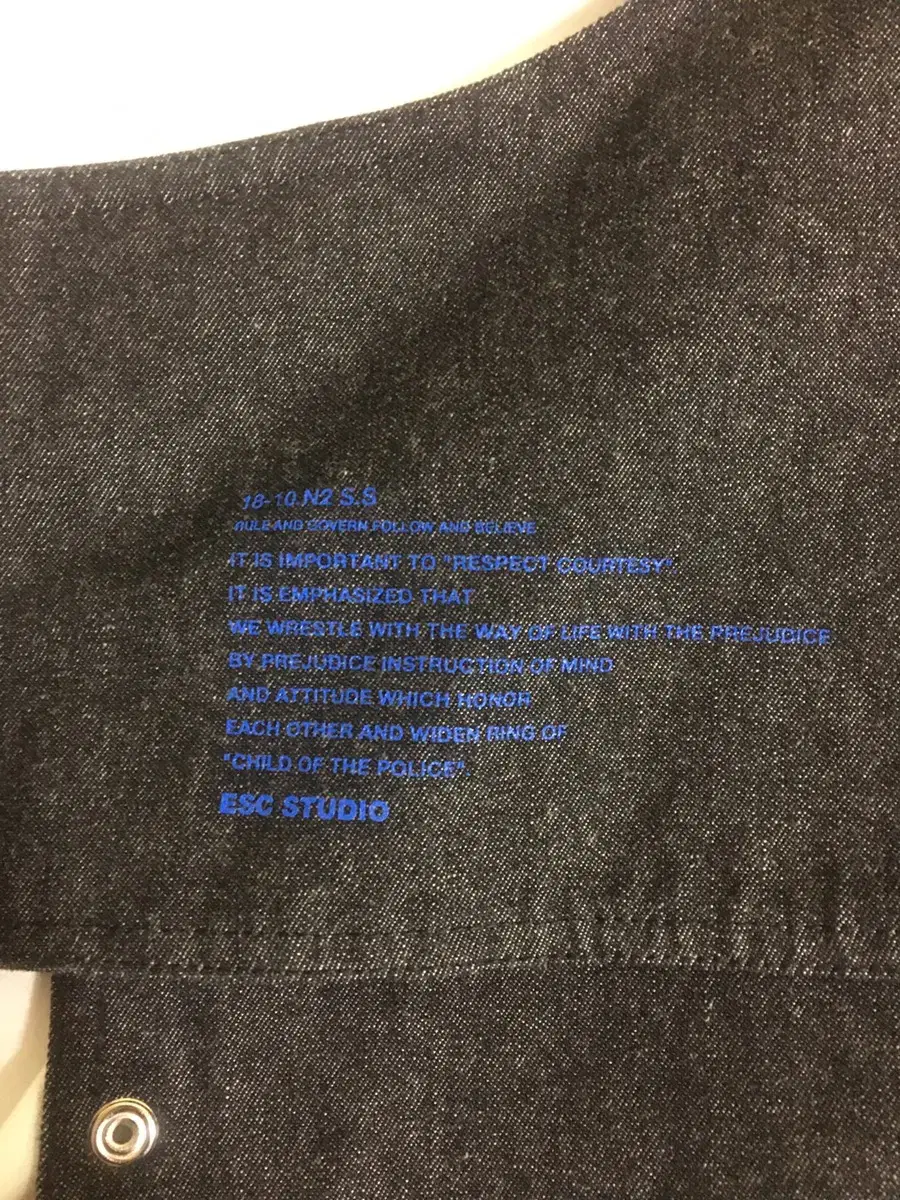 18-10.N2 S.S
RULE AND GOVERN FOLLOW AND BELIEVE
IT IS IMPORTANT TO "RESPECT COURTESY".
IT IS EMPHASIZED THAT
WE WRESTLE WITH THE WAY OF LIFE WITH THE PREJUDICE
BY PREJUDICE INSTRUCTION OF MIND
AND ATTITUDE WHICH HONOR
EACH OTHER AND WIDEN RING OF
"CHILD OF THE POLICE".
ESC STUDIO